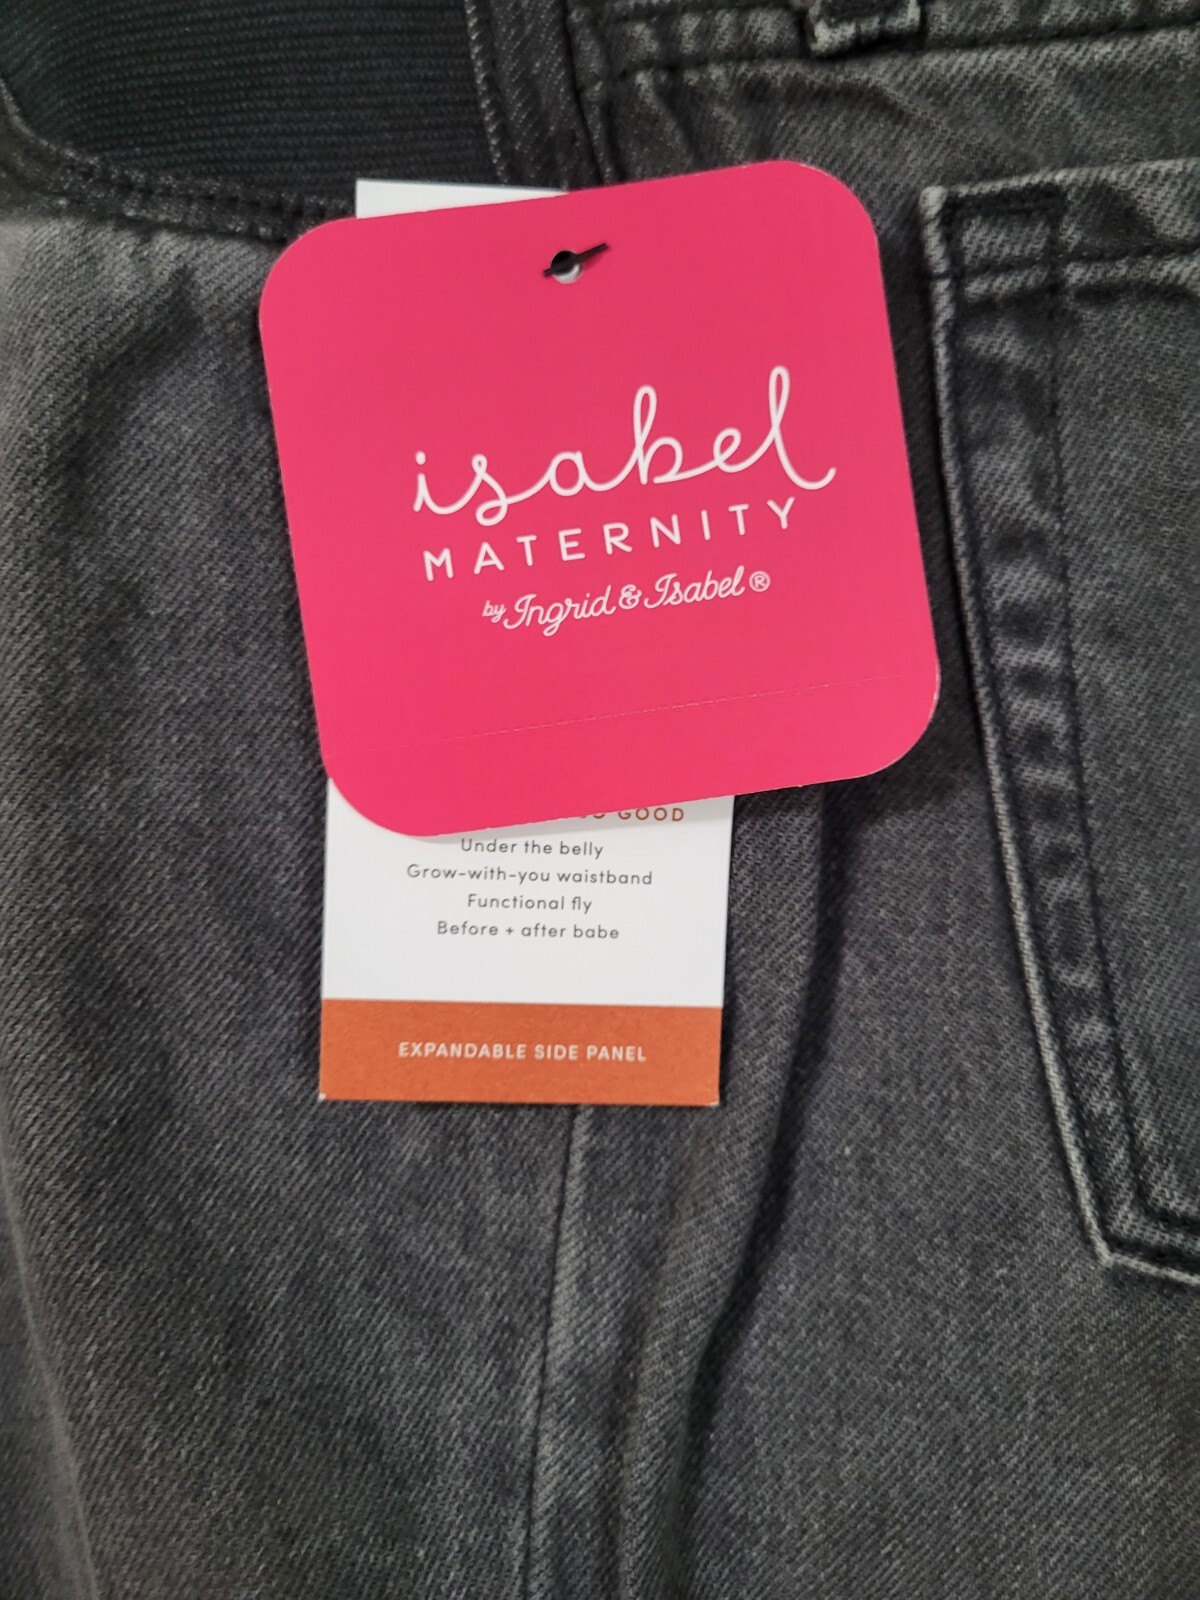 isabel
MATERNITY
by Ingrid & Isabel®
GOOD
Under the belly
Grow-with-you waistband
Functional fly
Before + after babe
EXPANDABLE SIDE PANEL